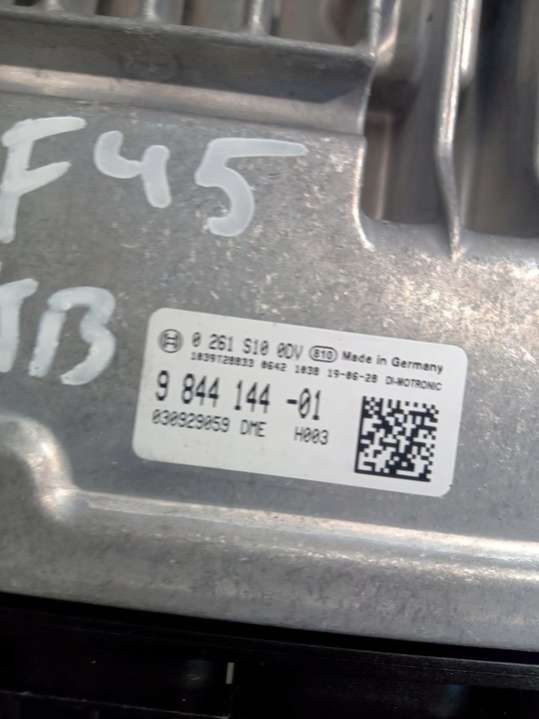 F45
B
0 261 S10 0DV S10 Made in Germany
1039T28833 0642 1038 19-06-28 DI-MOTRONIC
9 844 144 -01
030929059 DME H003